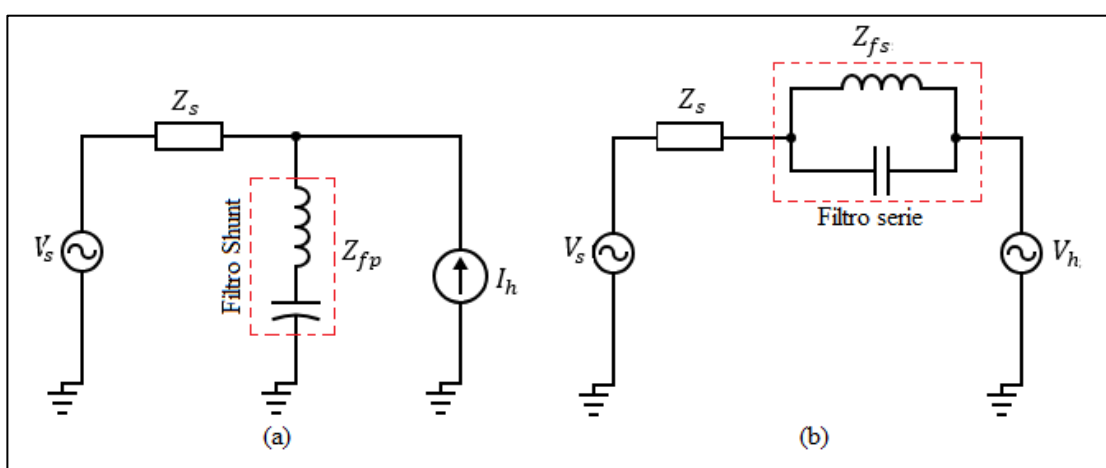 Z_s
V_s
Filtro Shunt
Z_fp
I_h
(a)
Z_fs
Z_s
Filtro serie
V_s
V_h
(b)